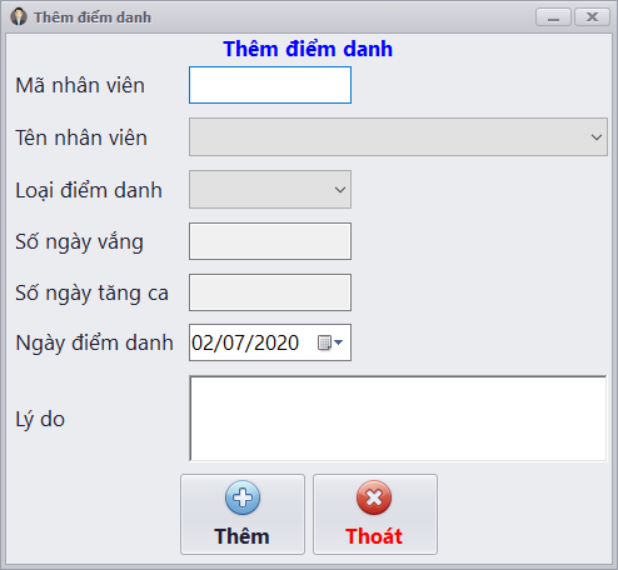 Thêm điểm danh
Thêm điểm danh
Mã nhân viên
Tên nhân viên
Loại điểm danh
Số ngày vắng
Số ngày tăng ca
Ngày điểm danh 02/07/2020
Lý do
Thêm Thoát